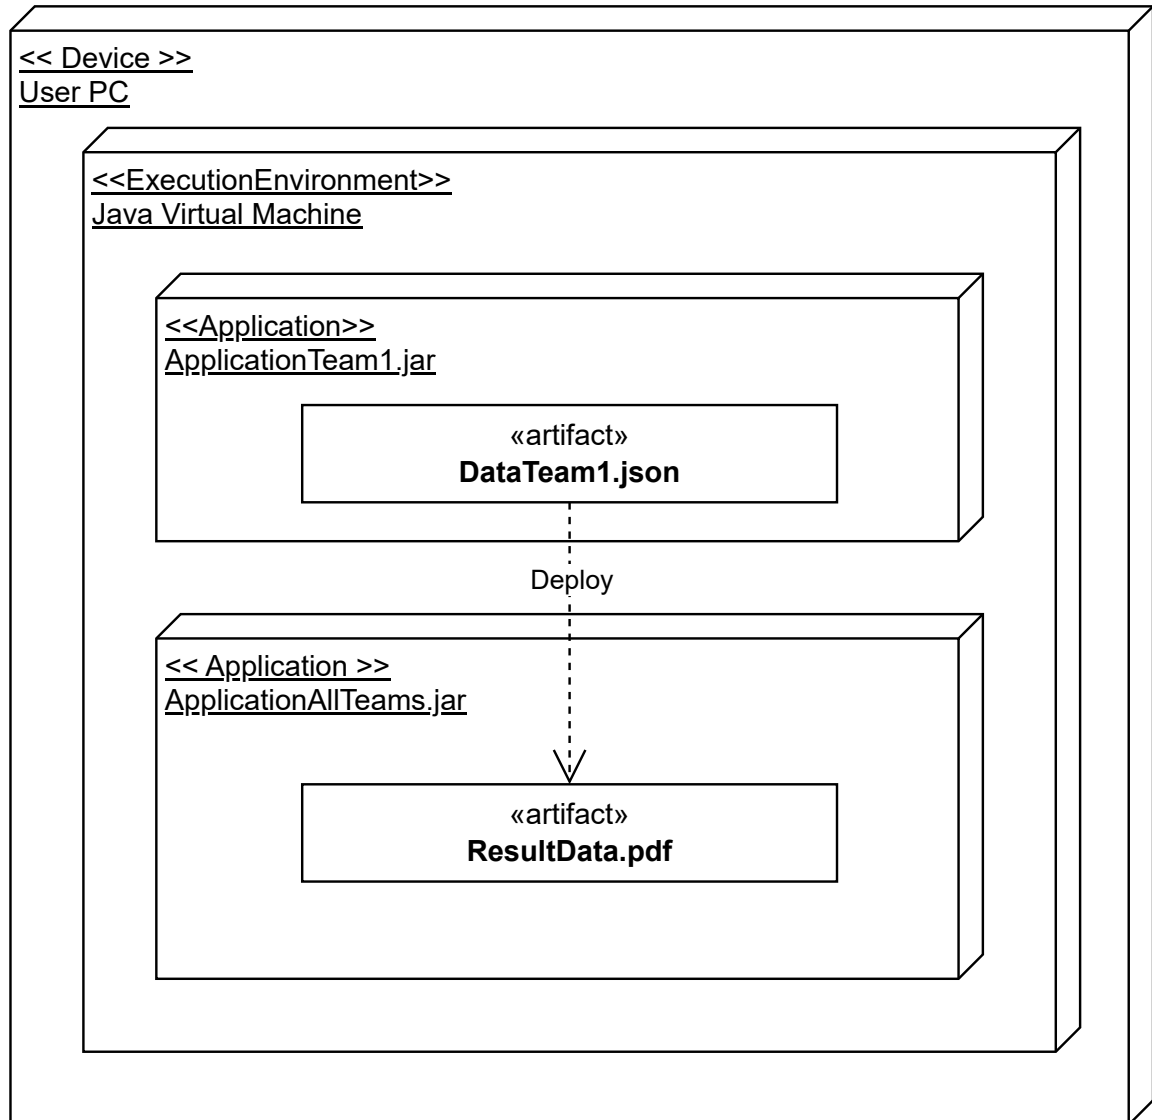 << Device >>
User PC
<<ExecutionEnvironment>>
Java Virtual Machine
<<Application>>
ApplicationTeam1.jar
«artifact»
DataTeam1.json
Deploy
<< Application >>
ApplicationAllTeams.jar
«artifact»
ResultData.pdf